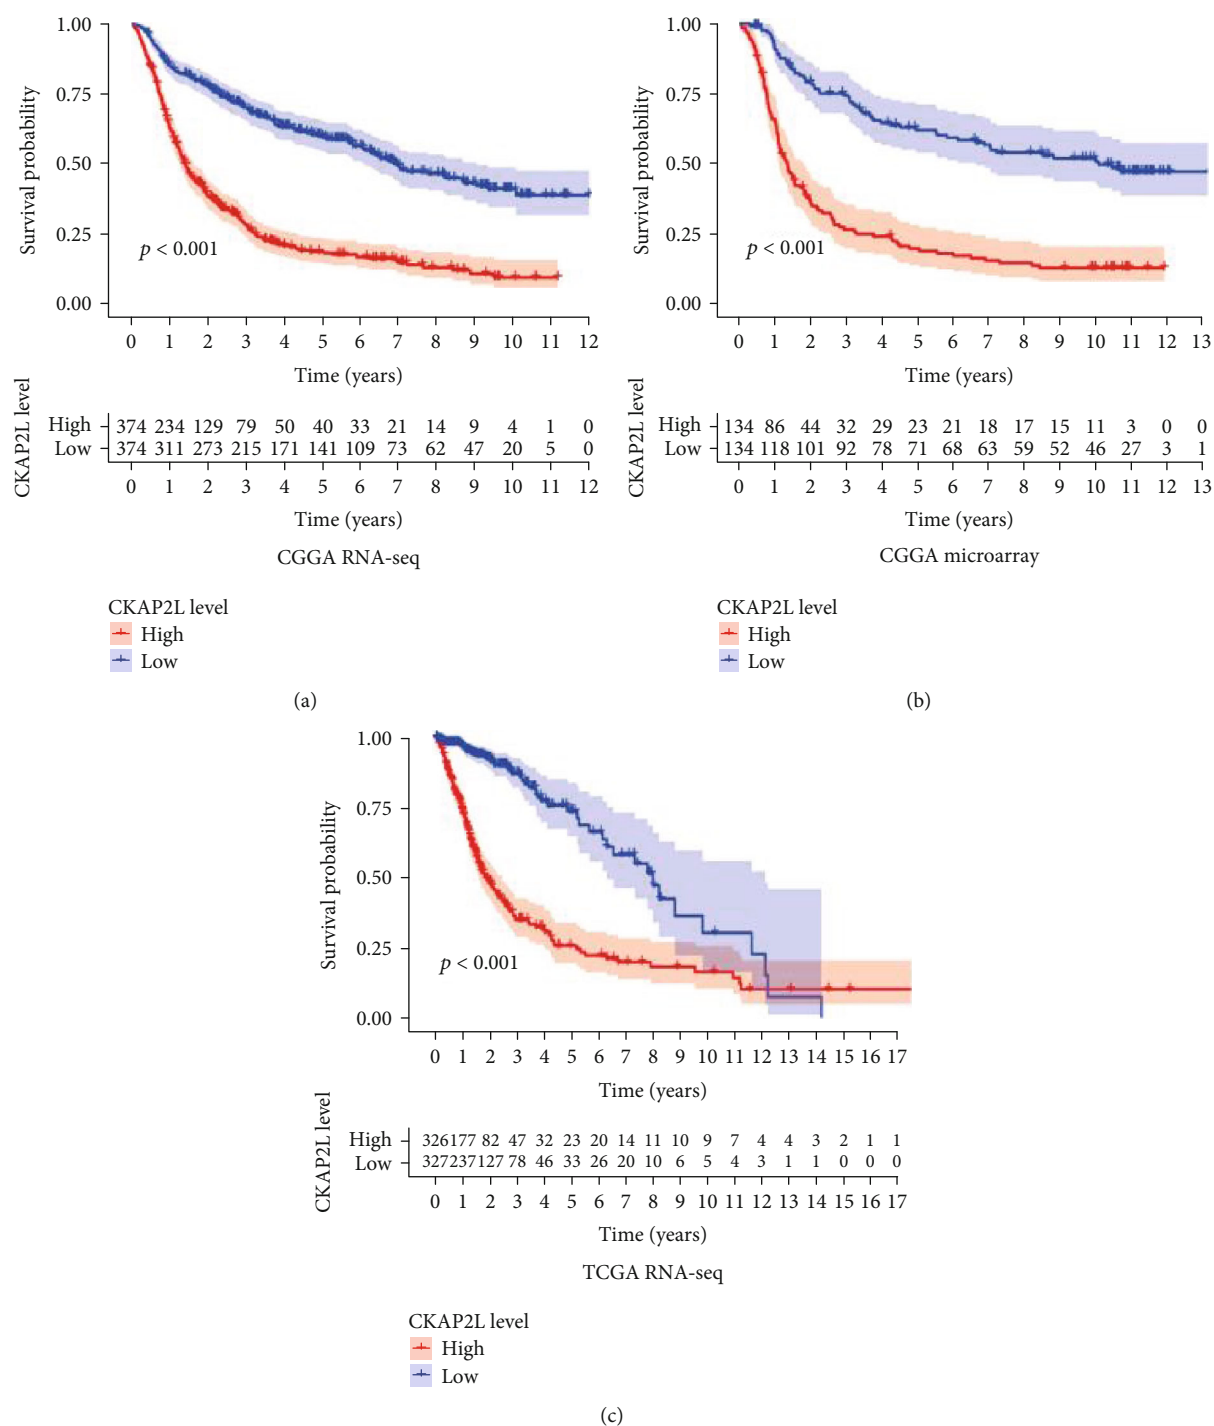 1.00
0.75
0.50
0.25
0.00
Survival probability
p < 0.001
0 1 2 3 4 5 6 7 8 9 10 11 12
Time (years)
CKAP2L level
High 374 234 129 79 50 40 33 21 14 9 4 1 0
Low 374 311 273 215 171 141 109 73 62 47 20 5 0
0 1 2 3 4 5 6 7 8 9 10 11 12
Time (years)
CGGA RNA-seq
CKAP2L level
High
Low
(a)
1.00
0.75
0.50
0.25
0.00
Survival probability
p < 0.001
0 1 2 3 4 5 6 7 8 9 10 11 12 13
Time (years)
CKAP2L level
High 134 86 44 32 29 23 21 18 17 15 11 3 0 0
Low 134 118 101 92 78 71 68 63 59 52 46 27 3 1
0 1 2 3 4 5 6 7 8 9 10 11 12 13
Time (years)
CGGA microarray
CKAP2L level
High
Low
(b)
1.00
0.75
0.50
0.25
0.00
Survival probability
p < 0.001
0 1 2 3 4 5 6 7 8 9 10 11 12 13 14 15 16 17
Time (years)
CKAP2L level
High 326 177 82 47 32 23 20 14 11 10 9 7 4 4 3 2 1 1
Low 327 237 127 78 46 33 26 20 10 6 5 4 3 1 1 0 0 0
0 1 2 3 4 5 6 7 8 9 10 11 12 13 14 15 16 17
Time (years)
TCGA RNA-seq
CKAP2L level
High
Low
(c)